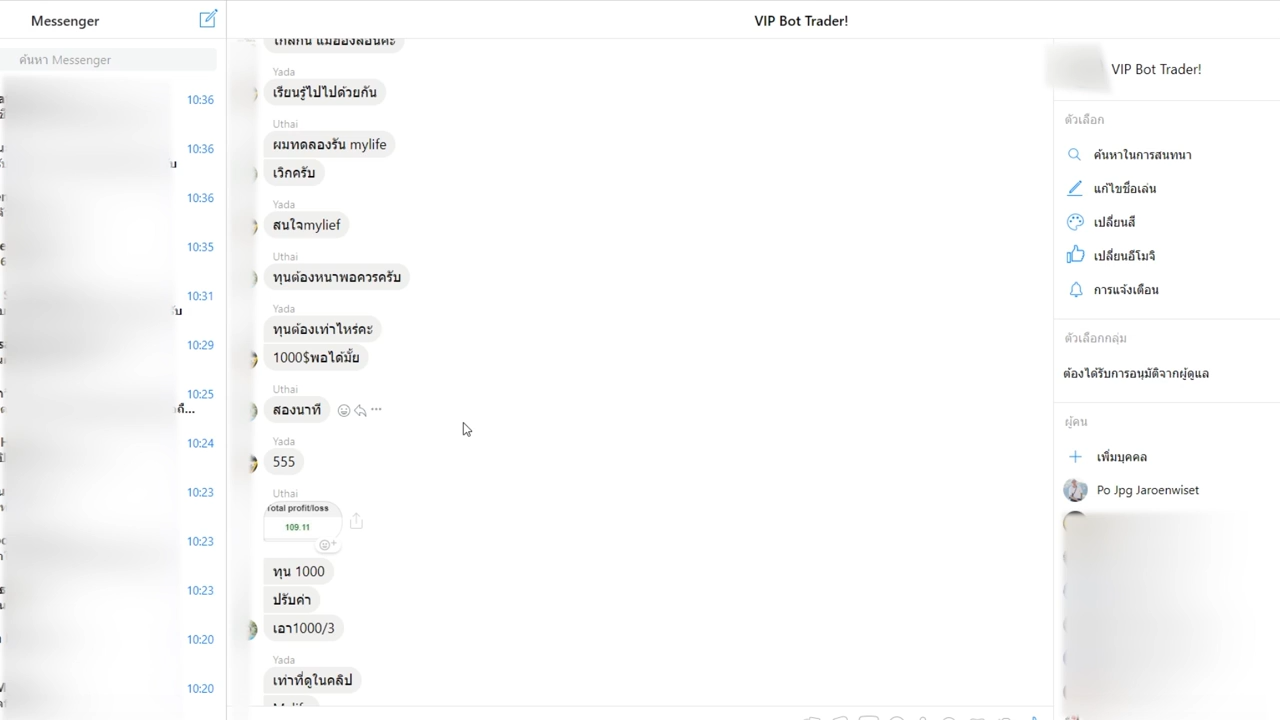 Messenger
VIP Bot Trader!
ค้นหา Messenger
10:36
10:36
10:36
10:35
10:31
10:29
10:25
10:24
10:23
10:23
10:23
10:20
10:20
Yada
เรียนรู้ไปไปด้วยกัน
Uthai
ผมทดลองรัน mylife
เวิกครับ
Yada
สนใจmylief
Uthai
ทุนต้องหนาพอควรครับ
Yada
ทุนต้องเท่าไหร่คะ
1000$พอได้มั้ย
Uthai
สองนาที
Yada
555
Uthai
Total profit/loss
109.11
ทุน 1000
ปรับค่า
เอา1000/3
Yada
เท่าที่ดูในคลิป
VIP Bot Trader!
ตัวเลือก
ค้นหาในการสนทนา
แก้ไขชื่อเล่น
เปลี่ยนสี
เปลี่ยนอีโมจิ
การแจ้งเตือน
ตัวเลือกกลุ่ม
ต้องได้รับการอนุมัติจากผู้ดูแล
ผู้คน
เพิ่มบุคคล
Po Jpg Jaroenwiset